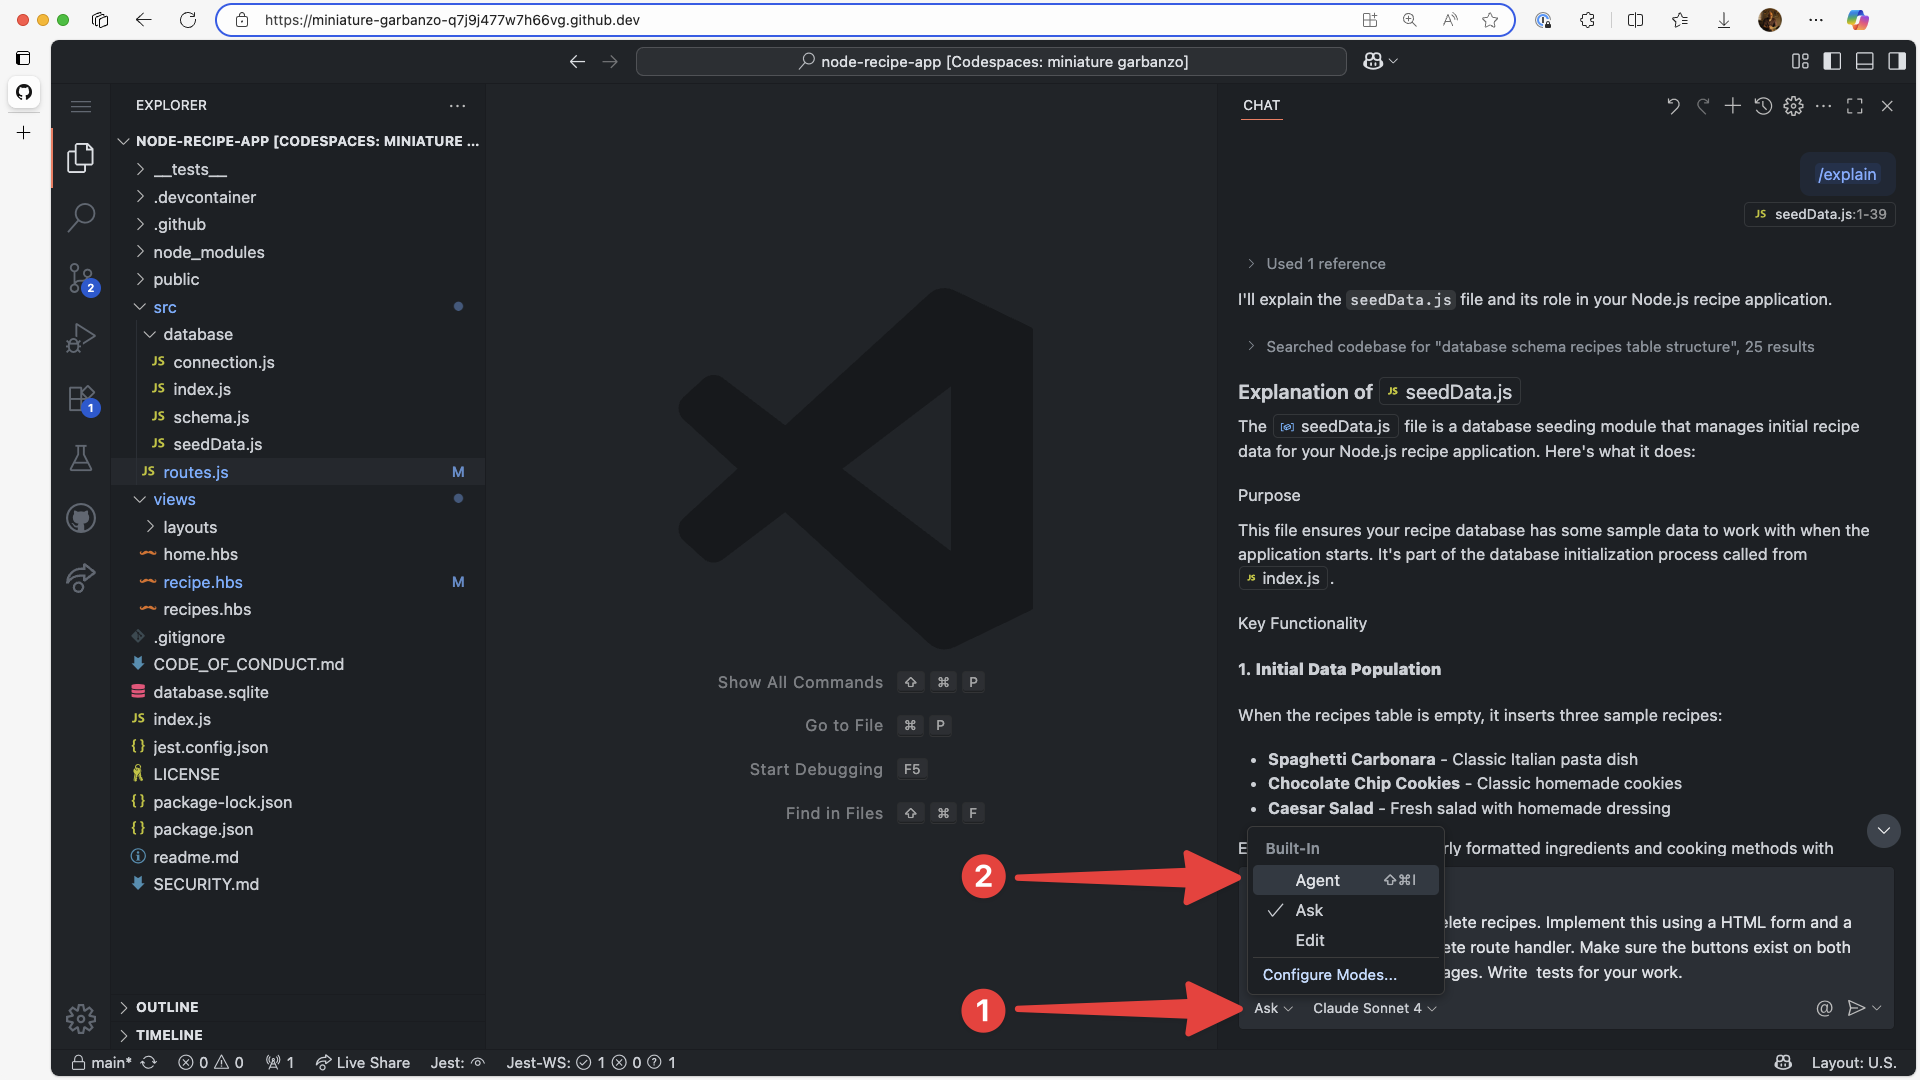 https://miniature-garbanzo-q7j9j477w7h66vg.github.dev
node-recipe-app [Codespaces: miniature garbanzo]
EXPLORER
NODE-RECIPE-APP [CODESPACES: MINIATURE ...
__tests__
.devcontainer
.github
node_modules
public
src
database
JS connection.js
JS index.js
JS schema.js
JS seedData.js
JS routes.js M
views
layouts
home.hbs
recipe.hbs M
recipes.hbs
.gitignore
CODE_OF_CONDUCT.md
database.sqlite
JS index.js
{} jest.config.json
LICENSE
{} package-lock.json
{} package.json
readme.md
SECURITY.md
OUTLINE
TIMELINE
2
1
Show All Commands ⇧ ⌘ P
Go to File ⌘ P
Start Debugging F5
Find in Files ⇧ ⌘ F
CHAT
/explain
JS seedData.js:1-39
Used 1 reference
I'll explain the seedData.js file and its role in your Node.js recipe application.
Searched codebase for "database schema recipes table structure", 25 results
Explanation of JS seedData.js
The seedData.js file is a database seeding module that manages initial recipe
data for your Node.js recipe application. Here's what it does:
Purpose
This file ensures your recipe database has some sample data to work with when the
application starts. It's part of the database initialization process called from
JS index.js .
Key Functionality
1. Initial Data Population
When the recipes table is empty, it inserts three sample recipes:
• Spaghetti Carbonara - Classic Italian pasta dish
• Chocolate Chip Cookies - Classic homemade cookies
• Caesar Salad - Fresh salad with homemade dressing
E rly formatted ingredients and cooking methods with
Built-In
2 Agent ⇧⌘I
✓ Ask
Edit
Configure Modes...
elete recipes. Implement this using a HTML form and a
ete route handler. Make sure the buttons exist on both
ages. Write tests for your work.
1 Ask Claude Sonnet 4 @
main* 0 0 1 Live Share Jest: Jest-WS: 1 0 1 Layout: U.S.